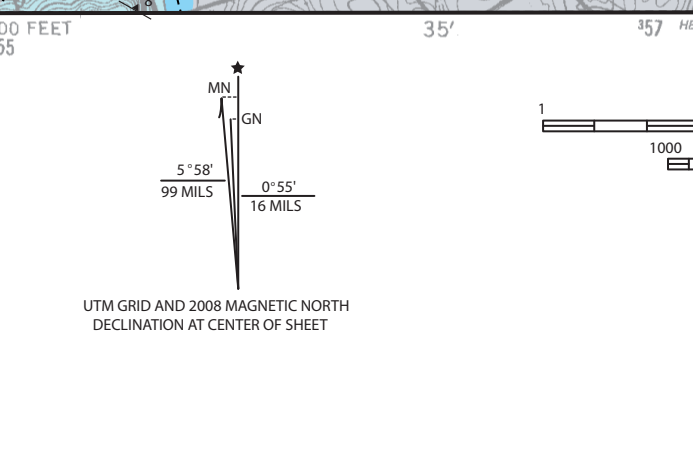 00 FEET
55
35'
357
MN
GN
5°58'
99 MILS
0°55'
16 MILS
UTM GRID AND 2008 MAGNETIC NORTH
DECLINATION AT CENTER OF SHEET
1
1000